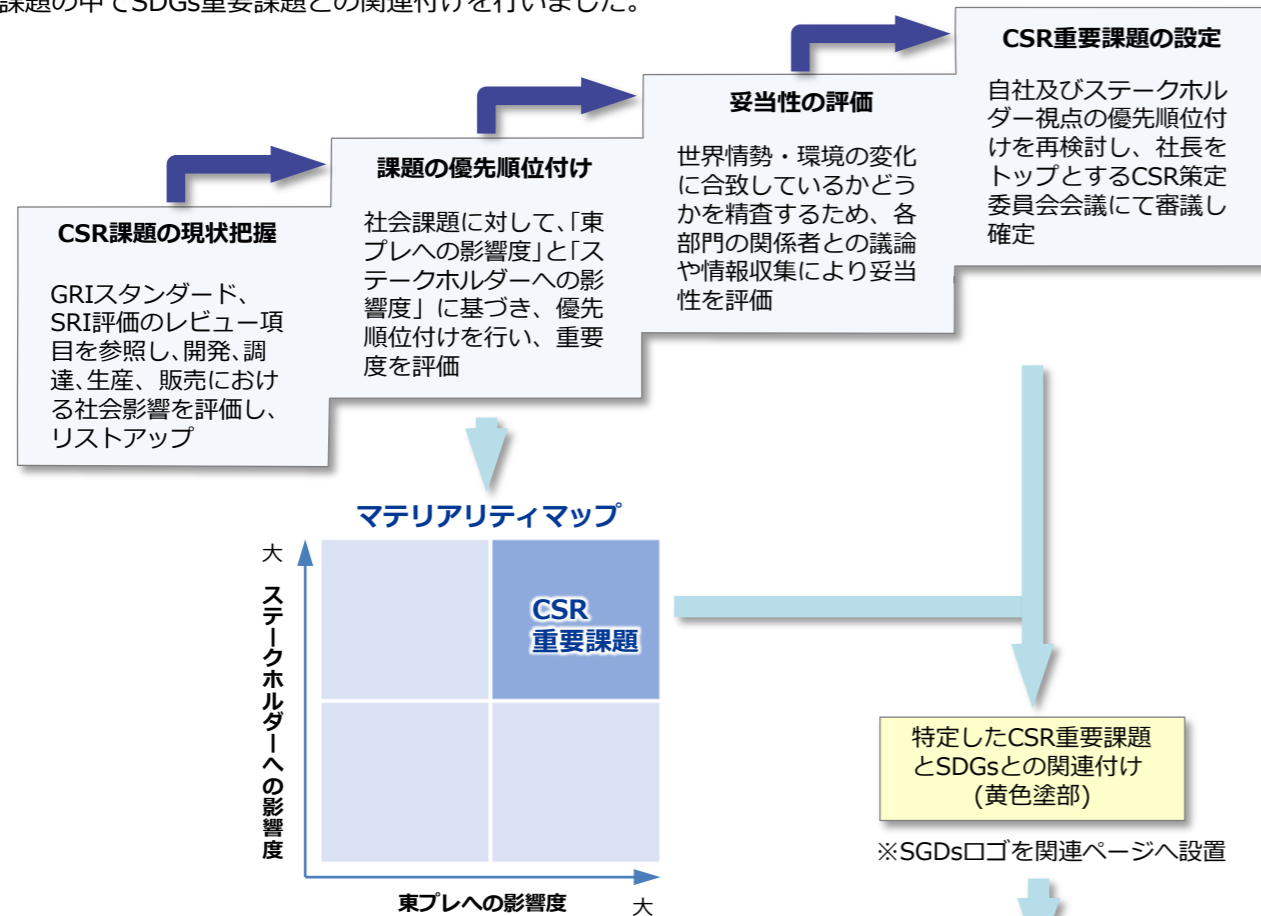 課題の中でSDGs重要課題との関連付けを行いました。
CSR課題の現状把握
GRIスタンダード、
SRI評価のレビュー項
目を参照し、開発、調
達、生産、販売におけ
る社会影響を評価し、
リストアップ
課題の優先順位付け
社会課題に対して、「東
プレへの影響度」と「ス
テークホルダーへの影
響度」に基づき、優先
順位付けを行い、重要
度を評価
妥当性の評価
世界情勢・環境の変化
に合致しているかどう
かを精査するため、各
部門の関係者との議論
や情報収集により妥当
性を評価
CSR重要課題の設定
自社及びステークホル
ダー視点の優先順位付
けを再検討し、社長を
トップとするCSR策定
委員会会議にて審議し
確定
マテリアリティマップ
大
ステークホルダーへの影響度
CSR
重要課題
東プレへの影響度
大
特定したCSR重要課題
とSDGsとの関連付け
(黄色塗部)
※SGDsロゴを関連ページへ設置